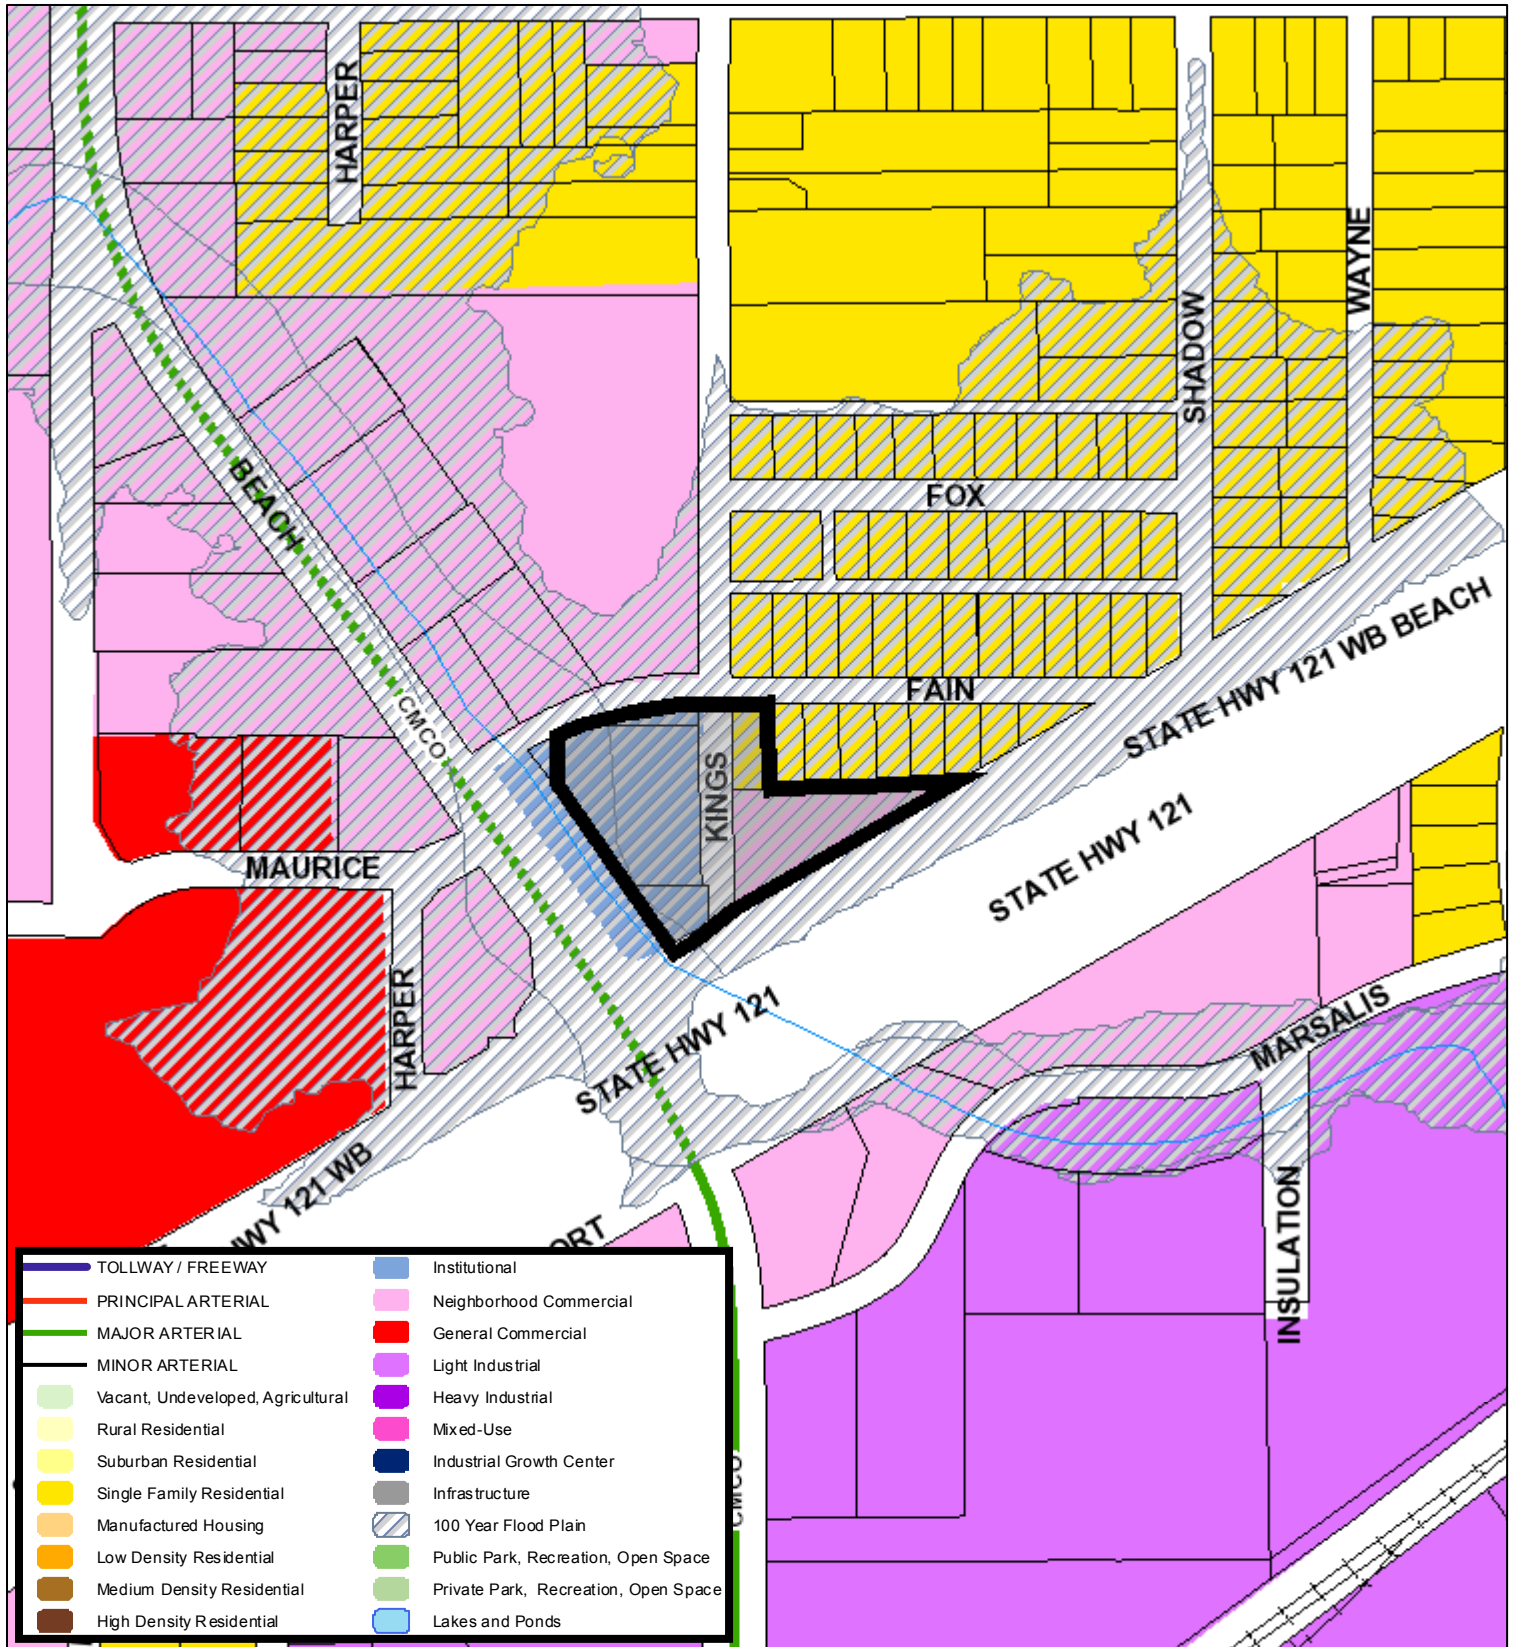 HARPER
WAYNE
SHADOW
BEACH
FOX
STATE HWY 121 WB BEACH
FAIN
CMCO
KINGS
STATE HWY 121
MAURICE
HARPER
STATE HWY 121
MARSALIS
HWY 121 WB
INSULATION
ORT
CMCO
TOLLWAY / FREEWAY
PRINCIPAL ARTERIAL
MAJOR ARTERIAL
MINOR ARTERIAL
Vacant, Undeveloped, Agricultural
Rural Residential
Suburban Residential
Single Family Residential
Manufactured Housing
Low Density Residential
Medium Density Residential
High Density Residential
Institutional
Neighborhood Commercial
General Commercial
Light Industrial
Heavy Industrial
Mixed-Use
Industrial Growth Center
Infrastructure
100 Year Flood Plain
Public Park, Recreation, Open Space
Private Park, Recreation, Open Space
Lakes and Ponds